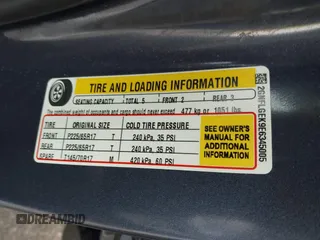 TIRE AND LOADING INFORMATION
SEATING CAPACITY TOTAL 5 FRONT 2 REAR 3
The combined weight of occupants and cargo should never exceed 477 kg or 1051 lbs.
TIRE ORIGINAL SIZE COLD TIRE PRESSURE
FRONT P225/65R17 T 240 kPa, 35 PSI
REAR P225/65R17 T 240 kPa, 35 PSI
SPARE T145/70R17 M 420 kPa, 60 PSI
SEE OWNER'S
MANUAL FOR
ADDITIONAL
INFORMATION
2GNFLGEK9E6345005
DREAMBID